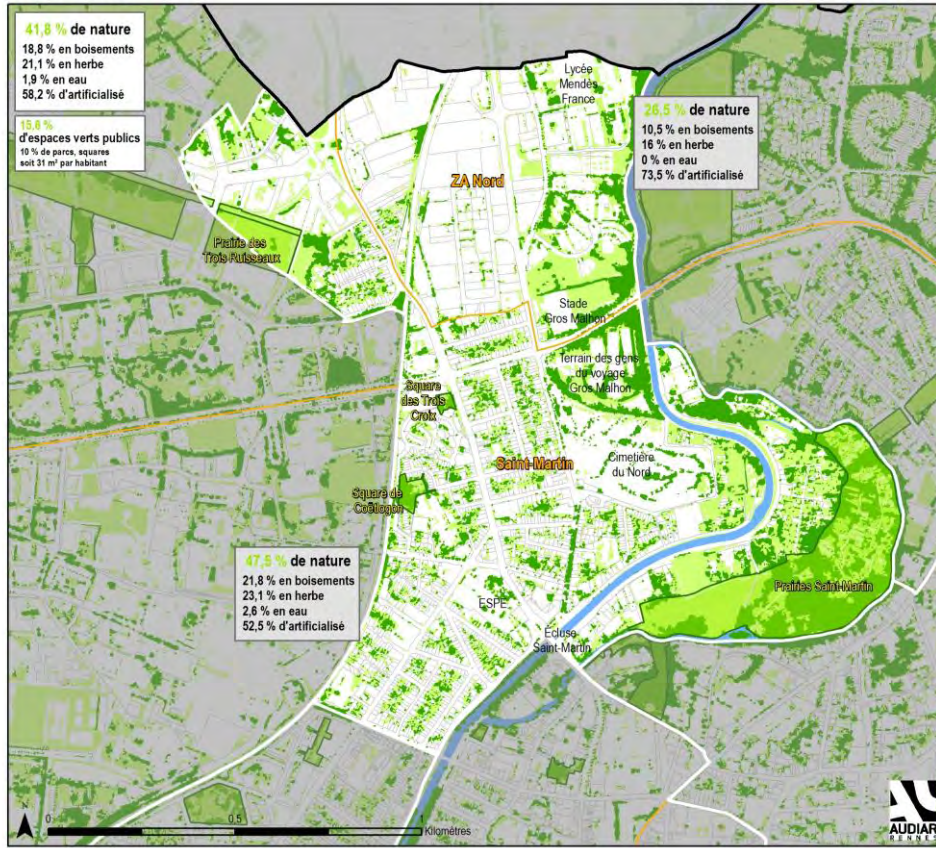 41,8 % de nature
18,8 % en boisements
21,1 % en herbe
1,9 % en eau
58,2 % d'artificialisé
15,6 %
d'espaces verts publics
10 % de parcs, squares
soit 31 m² par habitant
Lycée
Mendès
France
26,5 % de nature
10,5 % en boisements
16 % en herbe
0 % en eau
73,5 % d'artificialisé
ZA Nord
Prairie des
Trois Ruisseaux
Stade
Gros Malhon
Terrain des gens
du voyage
Gros Malhon
Square
des Trois
Croix
Saint-Martin
Cimetière
du Nord
Square de
Coëtlogon
47,5 % de nature
21,8 % en boisements
23,1 % en herbe
2,6 % en eau
52,5 % d'artificialisé
Prairies Saint-Martin
ESPE
Écluse
Saint-Martin
N
0 0,5 1
Kilomètres
AU
AUDIAR
RENNES